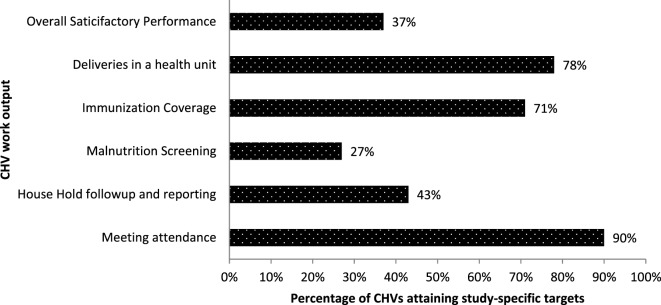 Overall Saticifactory Performance
37%
Deliveries in a health unit
78%
Immunization Coverage
71%
Malnutrition Screening
27%
House Hold followup and reporting
43%
Meeting attendance
90%
CHV work output
0% 10% 20% 30% 40% 50% 60% 70% 80% 90% 100%
Percentage of CHVs attaining study-specific targets